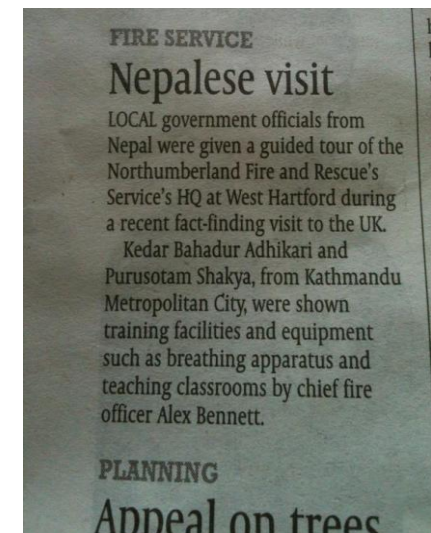 FIRE SERVICE
Nepalese visit
LOCAL government officials from
Nepal were given a guided tour of the
Northumberland Fire and Rescue's
Service's HQ at West Hartford during
a recent fact-finding visit to the UK.
Kedar Bahadur Adhikari and
Purusotam Shakya, from Kathmandu
Metropolitan City, were shown
training facilities and equipment
such as breathing apparatus and
teaching classrooms by chief fire
officer Alex Bennett.
PLANNING
Appeal on trees